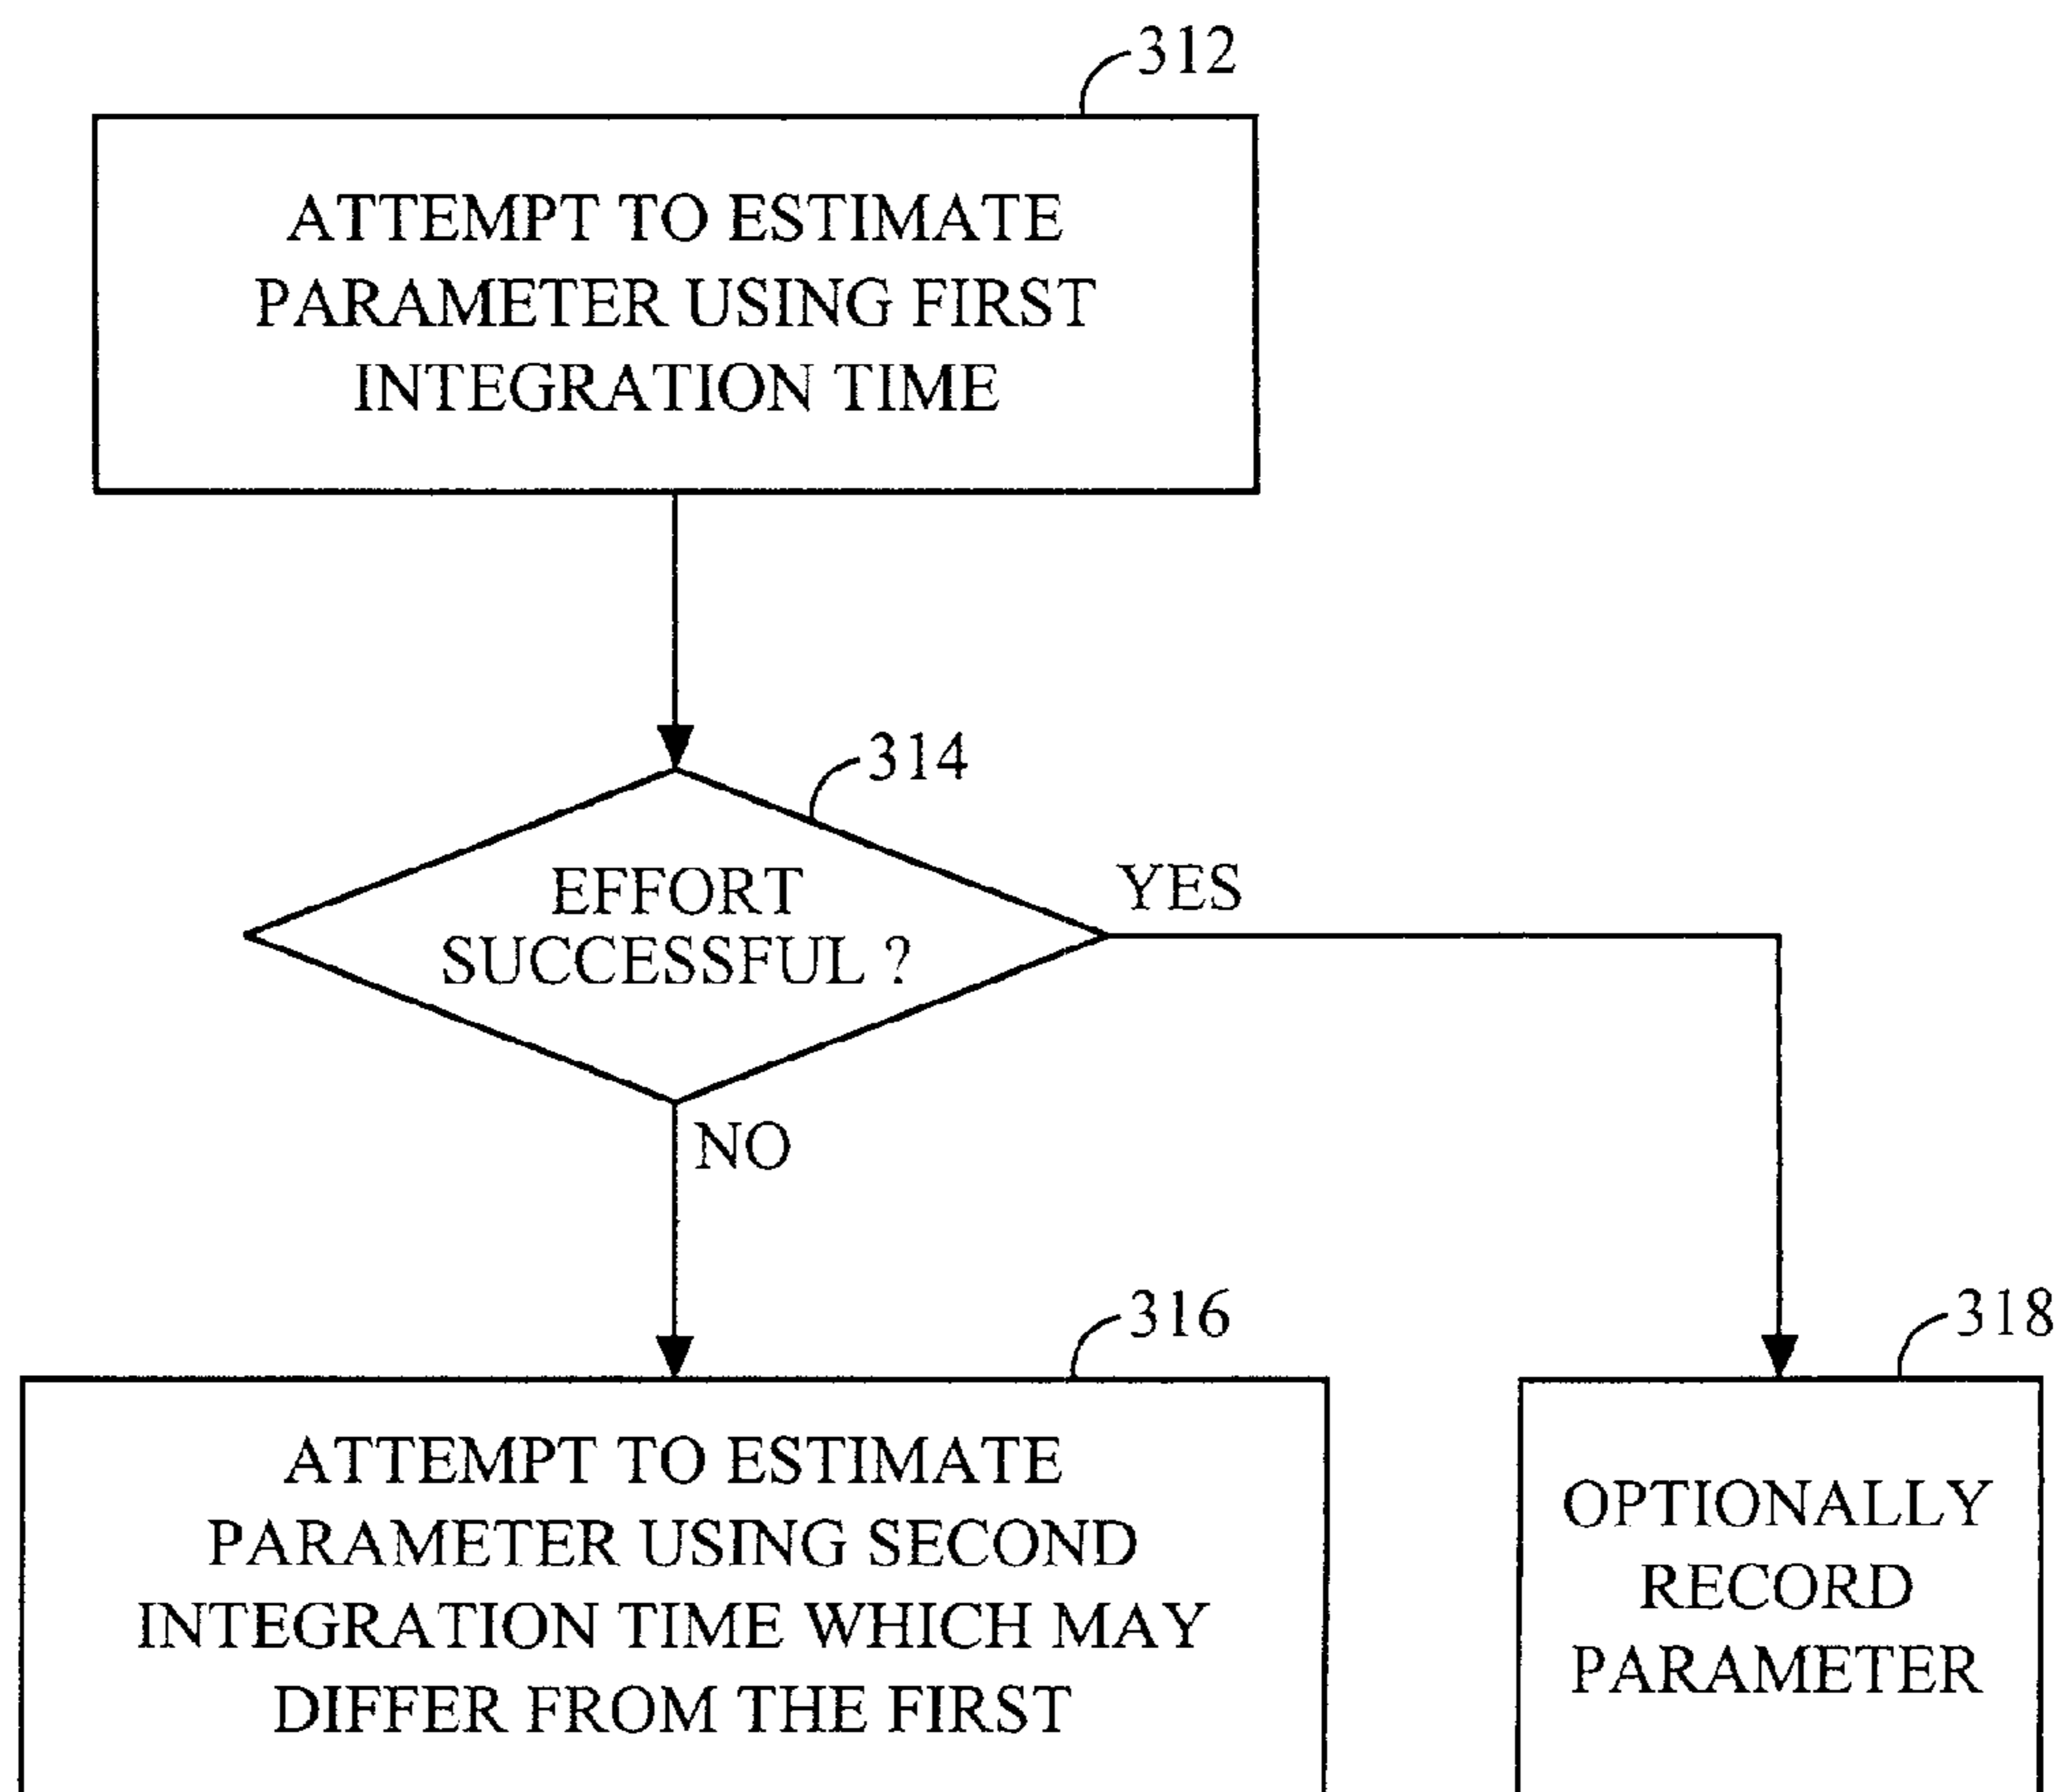 312
ATTEMPT TO ESTIMATE
PARAMETER USING FIRST
INTEGRATION TIME
314
EFFORT
SUCCESSFUL ?
YES
NO
316
ATTEMPT TO ESTIMATE
PARAMETER USING SECOND
INTEGRATION TIME WHICH MAY
DIFFER FROM THE FIRST
318
OPTIONALLY
RECORD
PARAMETER